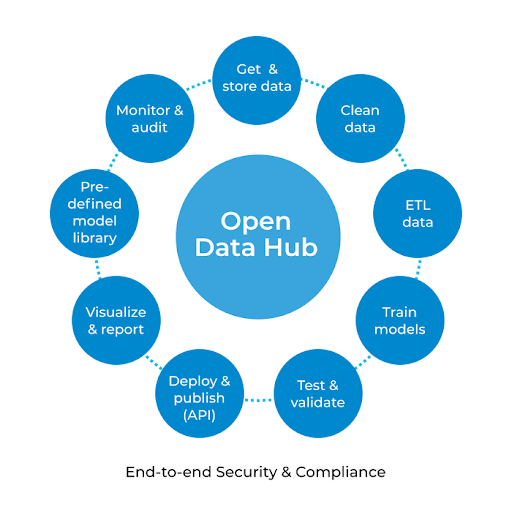 Get &
store data
Clean
data
ETL
data
Train
models
Test &
validate
Deploy &
publish
(API)
Visualize
& report
Pre-
defined
model
library
Monitor &
audit
Open
Data Hub
End-to-end Security & Compliance